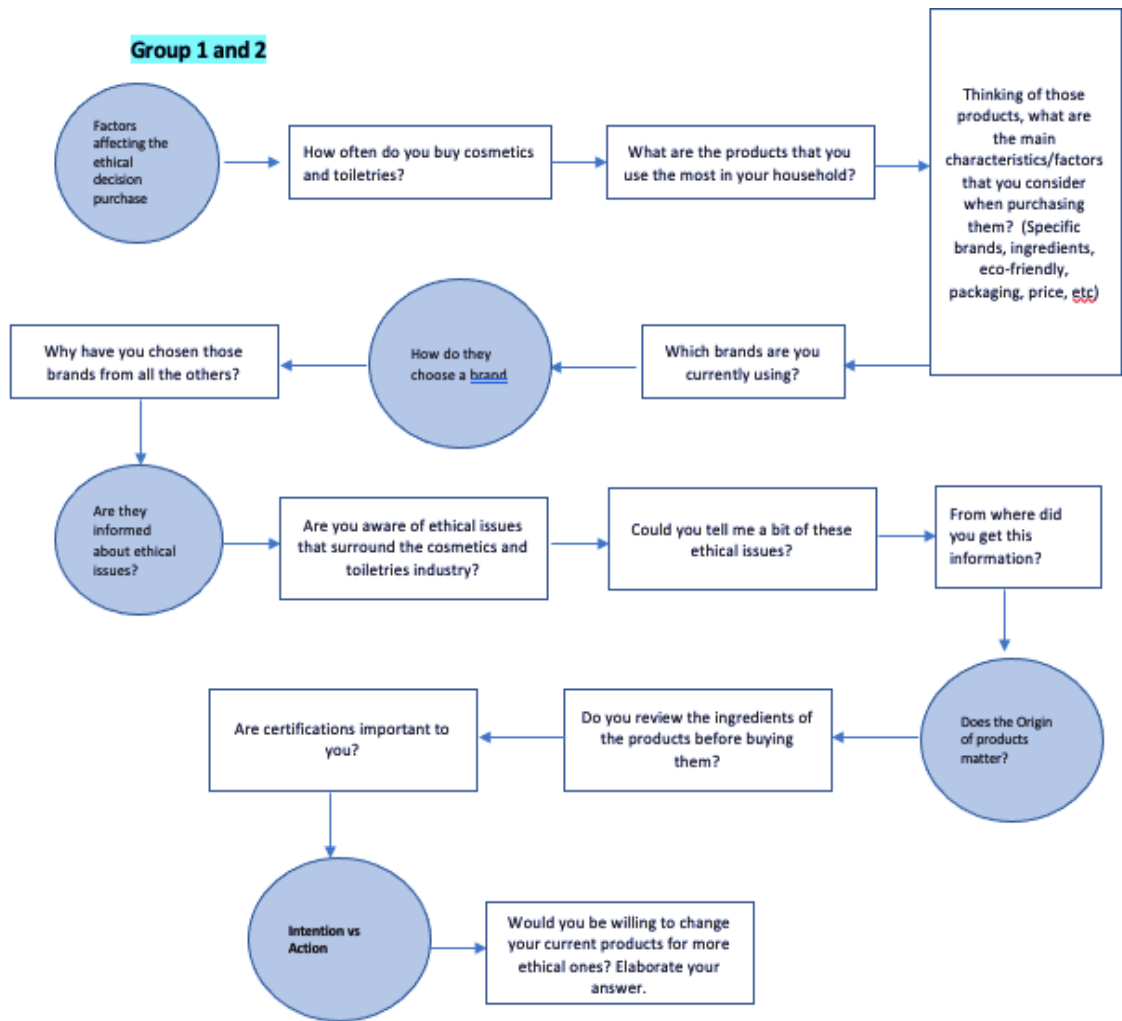 Group 1 and 2
Factors
affecting the
ethical
decision
purchase
How often do you buy cosmetics
and toiletries?
What are the products that you
use the most in your household?
Thinking of those
products, what are
the main
characteristics/factors
that you consider
when purchasing
them?  (Specific
brands, ingredients,
eco-friendly,
packaging, price, etc)
Which brands are you
currently using?
How do they
choose a brand
Why have you chosen those
brands from all the others?
Are they
informed
about ethical
issues?
Are you aware of ethical issues
that surround the cosmetics and
toiletries industry?
Could you tell me a bit of these
ethical issues?
From where did
you get this
information?
Does the Origin
of products
matter?
Do you review the ingredients of
the products before buying
them?
Are certifications important to
you?
Intention vs
Action
Would you be willing to change
your current products for more
ethical ones? Elaborate your
answer.